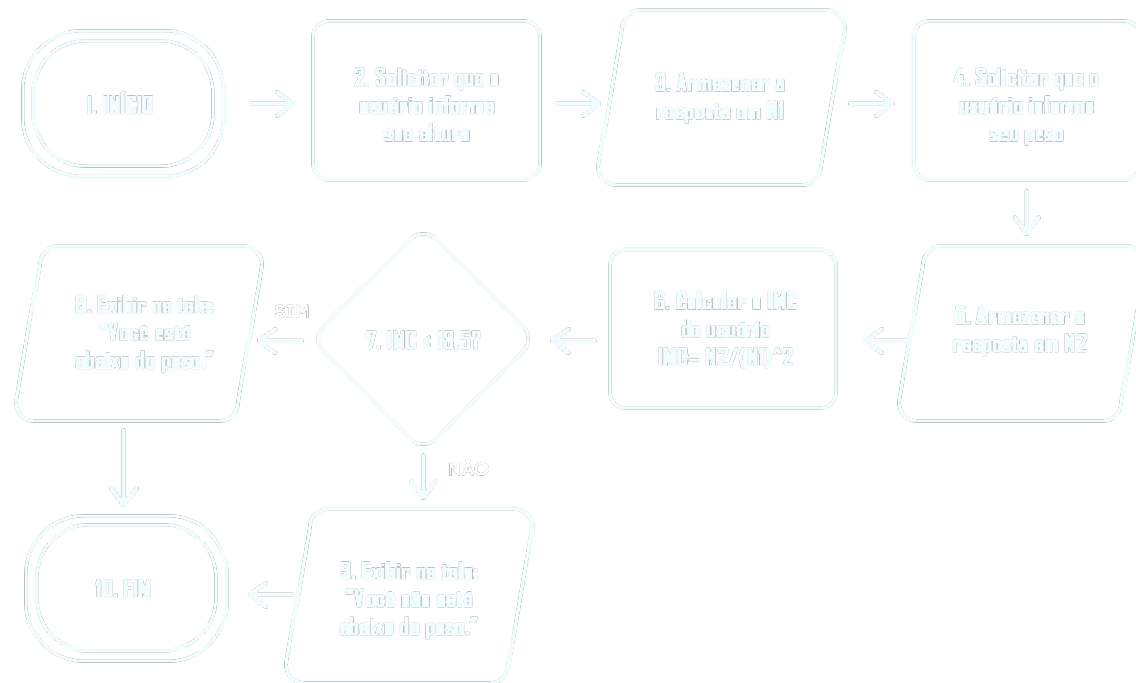 1. INÍCIO
2. Solicitar que o
usuário informe
sua altura
3. Armazenar a
resposta em N1
4. Solicitar que o
usuário informe
seu peso
5. Armazenar a
resposta em N2
6. Calcular o IMC
do usuário
IMC= N2/(N1)^2
7. IMC < 18,5?
SIM
8. Exibir na tela:
"Você está
abaixo do peso."
NÃO
9. Exibir na tela:
"Você não está
abaixo do peso."
10. FIM